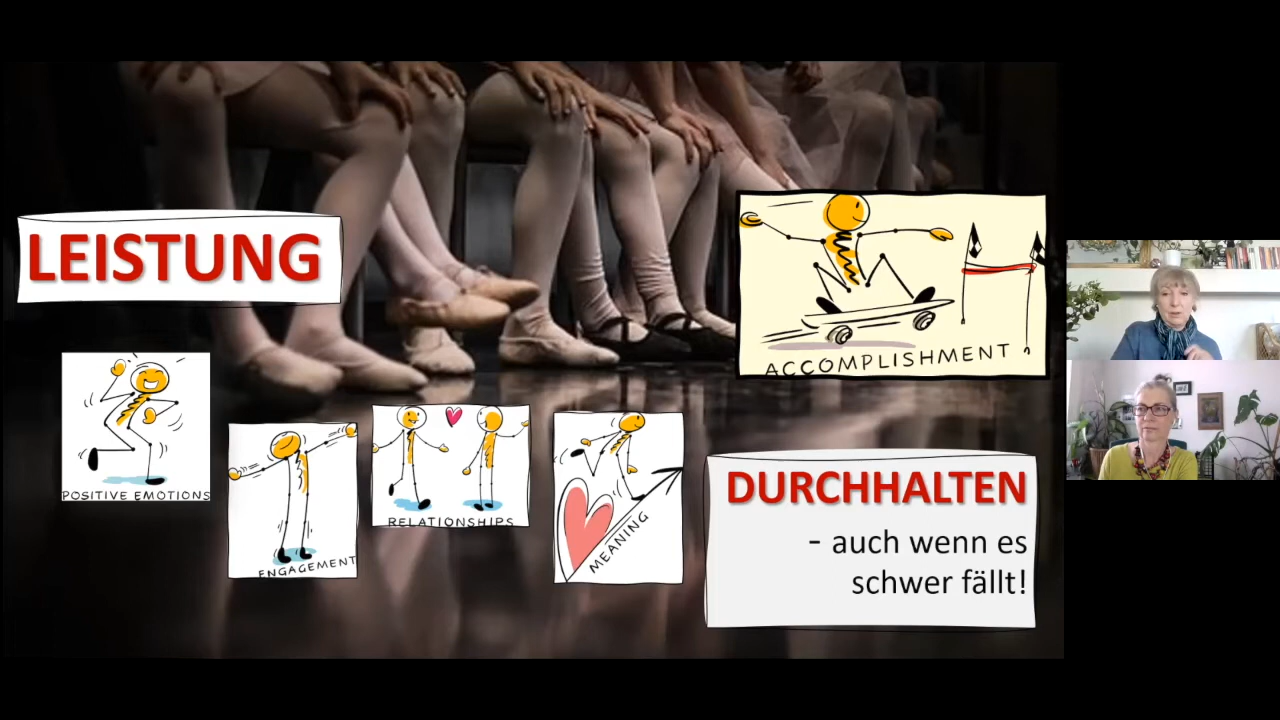 LEISTUNG
ACCOMPLISHMENT
POSITIVE EMOTIONS
ENGAGEMENT
RELATIONSHIPS
MEANING
DURCHHALTEN
- auch wenn es
schwer fällt!